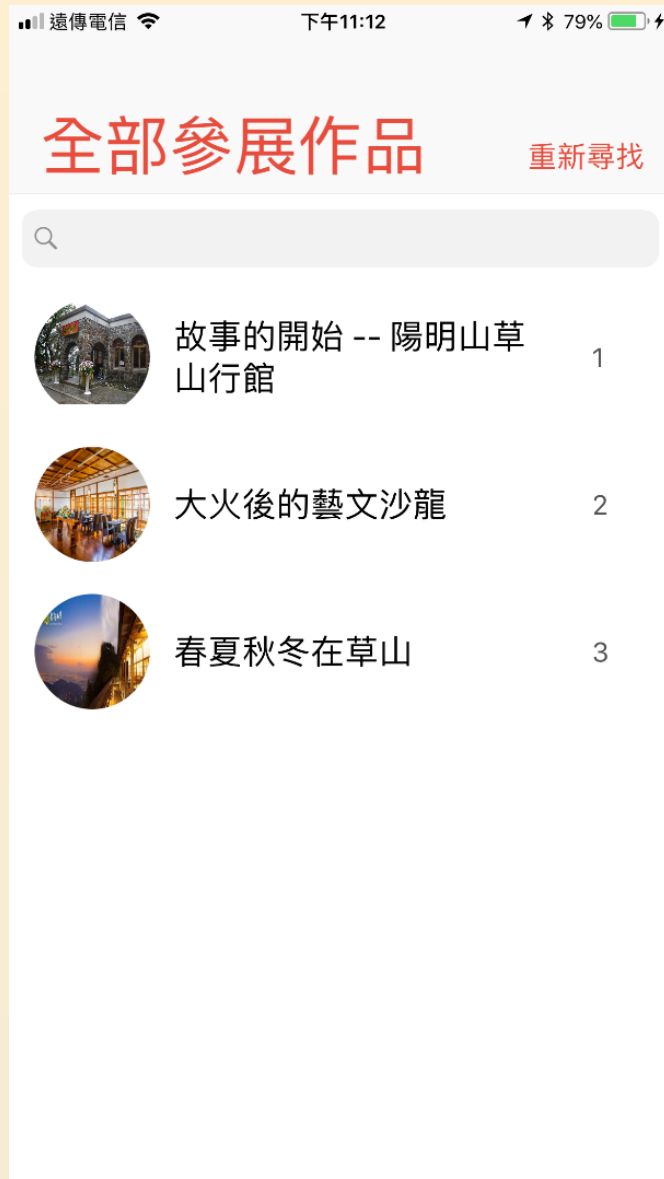 遠傳電信 下午11:12 79%
全部參展作品
重新尋找
故事的開始 -- 陽明山草
山行館
1
大火後的藝文沙龍
2
春夏秋冬在草山
3